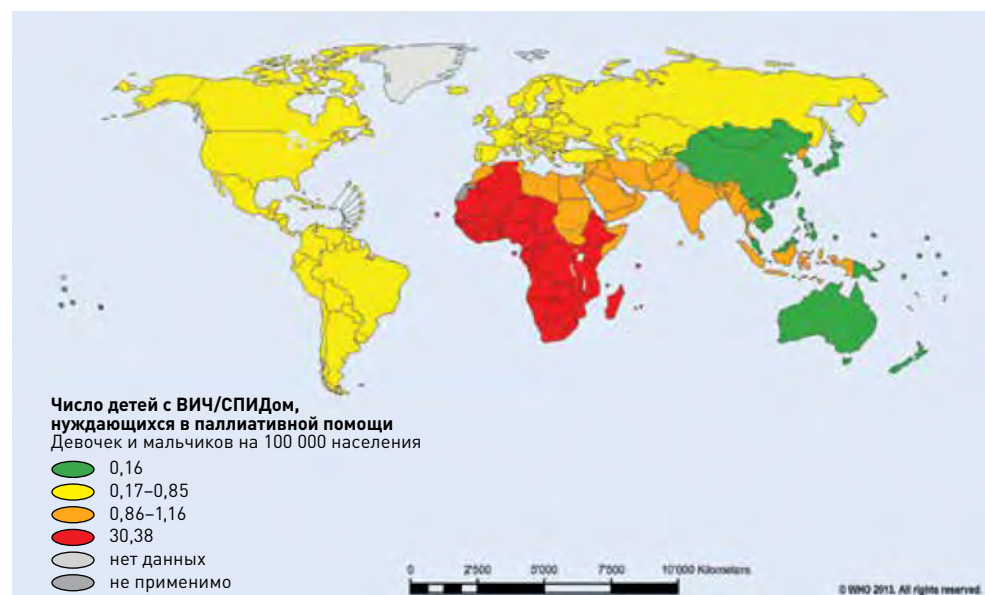 Число детей с ВИЧ/СПИДом,
нуждающихся в паллиативной помощи
Девочек и мальчиков на 100 000 населения
0,16
0,17–0,85
0,86–1,16
30,38
нет данных
не применимо
0 2'500 5'000 7'500 10'000 Kilometers
© WHO 2013. All rights reserved.